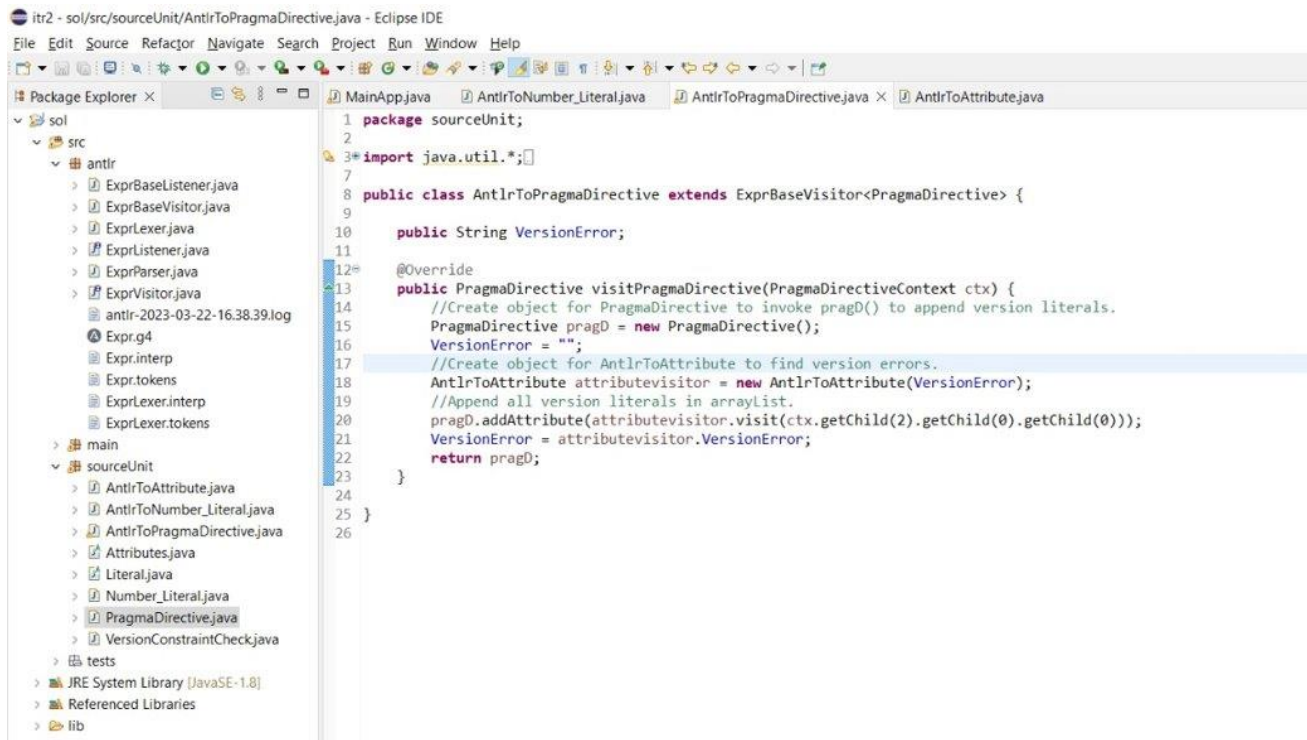 itr2 - sol/src/sourceUnit/AntlrToPragmaDirective.java - Eclipse IDE
File Edit Source Refactor Navigate Search Project Run Window Help
Package Explorer
MainApp.java AntlrToNumber_Literal.java AntlrToPragmaDirective.java AntlrToAttribute.java
sol
src
antlr
ExprBaseListener.java
ExprBaseVisitor.java
ExprLexer.java
ExprListener.java
ExprParser.java
ExprVisitor.java
antlr-2023-03-22-16.38.39.log
Expr.g4
Expr.interp
Expr.tokens
ExprLexer.interp
ExprLexer.tokens
main
sourceUnit
AntlrToAttribute.java
AntlrToNumber_Literal.java
AntlrToPragmaDirective.java
Attributes.java
Literal.java
Number_Literal.java
PragmaDirective.java
VersionConstraintCheck.java
tests
JRE System Library [JavaSE-1.8]
Referenced Libraries
lib
1 package sourceUnit;
2
3 import java.util.*;
7
8 public class AntlrToPragmaDirective extends ExprBaseVisitor<PragmaDirective> {
9
10 public String VersionError;
11
12 @Override
13 public PragmaDirective visitPragmaDirective(PragmaDirectiveContext ctx) {
14 //Create object for PragmaDirective to invoke pragD() to append version literals.
15 PragmaDirective pragD = new PragmaDirective();
16 VersionError = "";
17 //Create object for AntlrToAttribute to find version errors.
18 AntlrToAttribute attributevisitor = new AntlrToAttribute(VersionError);
19 //Append all version literals in arrayList.
20 pragD.addAttribute(attributevisitor.visit(ctx.getChild(2).getChild(0).getChild(0)));
21 VersionError = attributevisitor.VersionError;
22 return pragD;
23 }
24
25 }
26